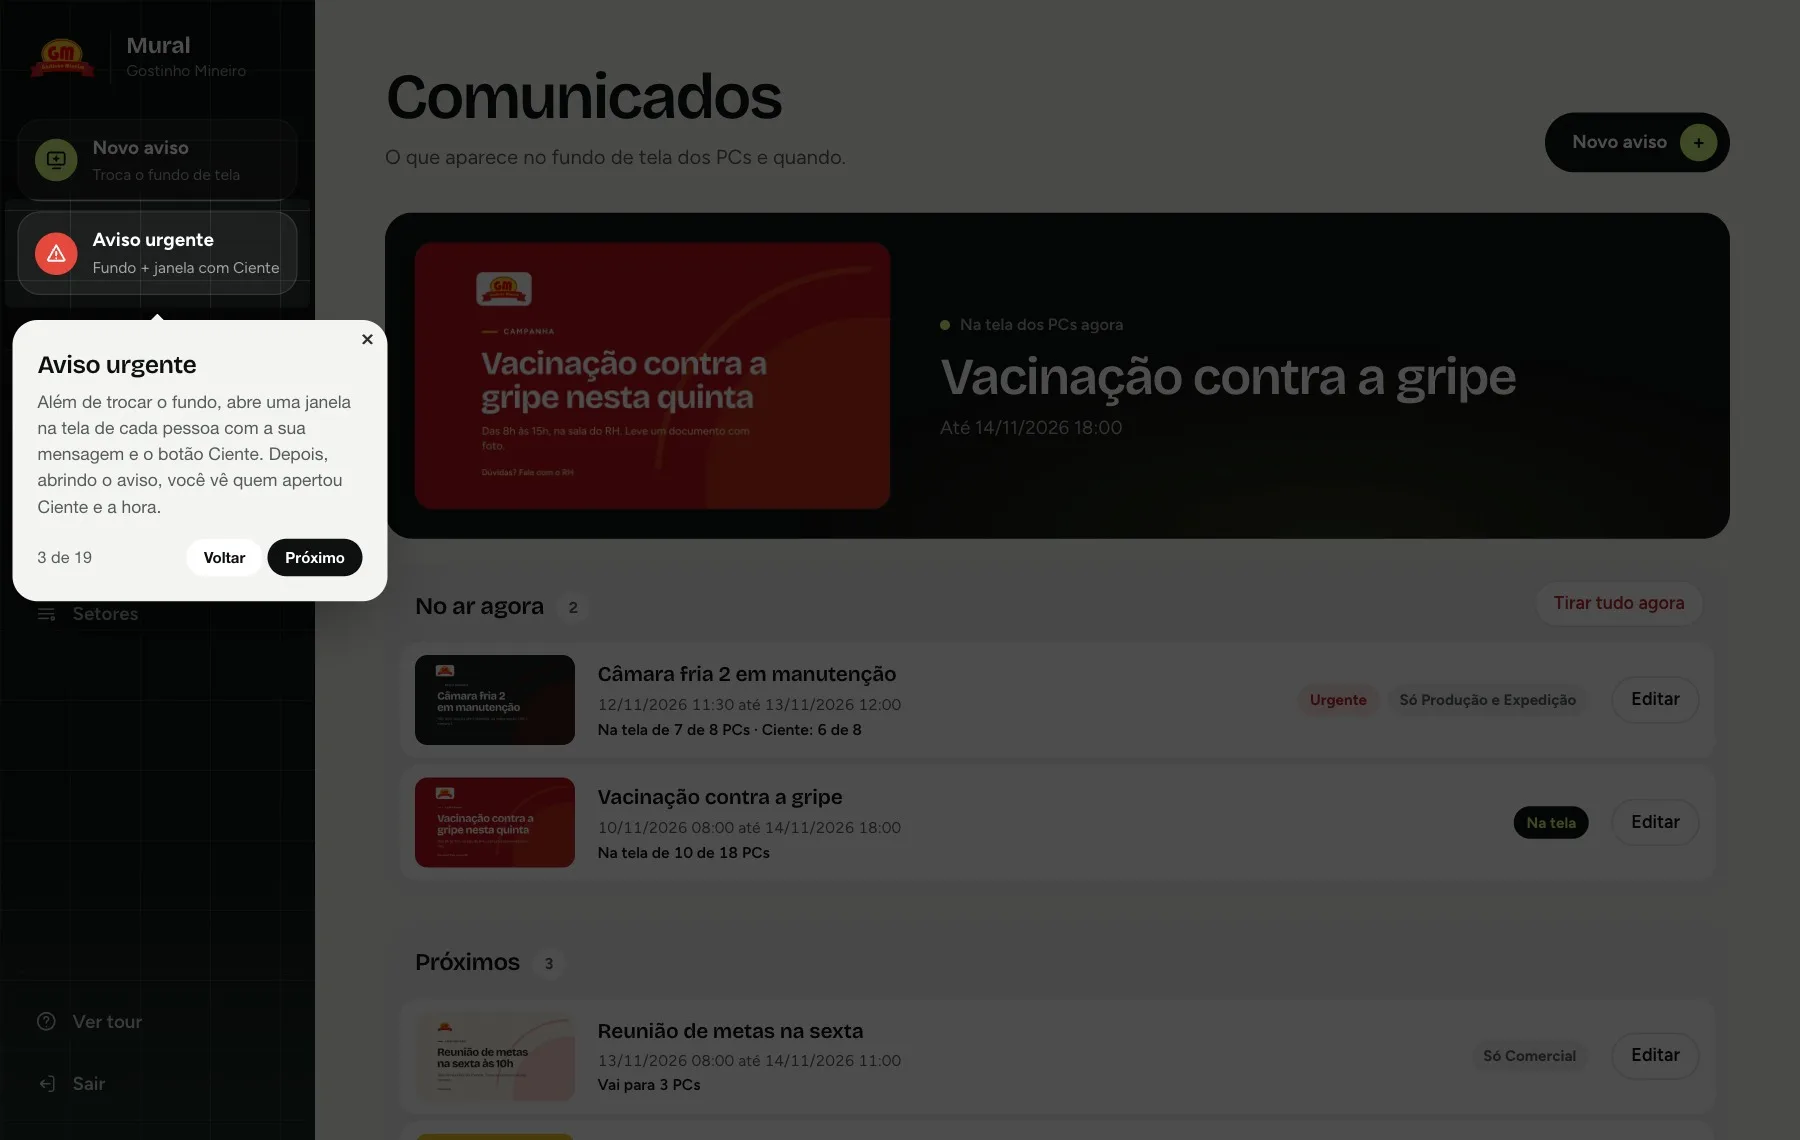 GM
Mural
Gostinho Mineiro
Novo aviso
Troca o fundo de tela
Aviso urgente
Fundo + janela com Ciente
Aviso urgente
Além de trocar o fundo, abre uma janela
na tela de cada pessoa com a sua
mensagem e o botão Ciente. Depois,
abrindo o aviso, você vê quem apertou
Ciente e a hora.
3 de 19
Voltar
Próximo
Setores
Ver tour
Sair
Comunicados
O que aparece no fundo de tela dos PCs e quando.
Novo aviso
GM
CAMPANHA
Vacinação contra a
gripe nesta quinta
Das 8h às 15h, na sala do RH. Leve um documento com
foto.
Dúvidas? Fale com o RH
Na tela dos PCs agora
Vacinação contra a gripe
Até 14/11/2026 18:00
No ar agora 2
Tirar tudo agora
Câmara fria 2
em manutenção
Câmara fria 2 em manutenção
12/11/2026 11:30 até 13/11/2026 12:00
Na tela de 7 de 8 PCs · Ciente: 6 de 8
Urgente
Só Produção e Expedição
Editar
Vacinação contra a
gripe nesta quinta
Vacinação contra a gripe
10/11/2026 08:00 até 14/11/2026 18:00
Na tela de 10 de 18 PCs
Na tela
Editar
Próximos 3
Reunião de metas
na sexta às 10h
Reunião de metas na sexta
13/11/2026 08:00 até 14/11/2026 11:00
Vai para 3 PCs
Só Comercial
Editar